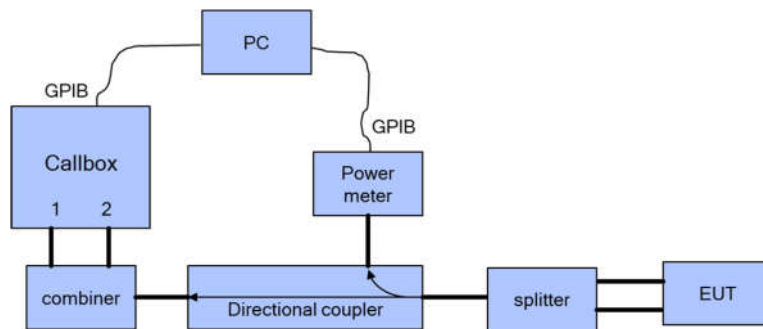 PC
GPIB
GPIB
Callbox
Power
meter
1 2
combiner
Directional coupler
splitter
EUT